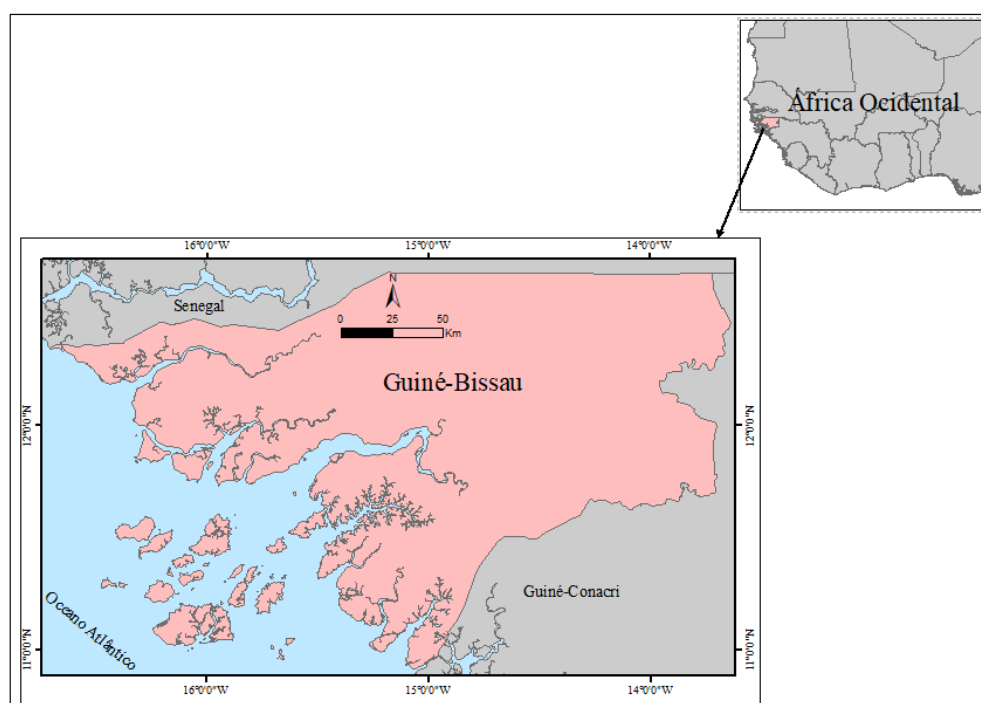 África Ocidental
16°0'0"W
15°0'0"W
14°0'0"W
N
Senegal
0
25
50
Km
Guiné-Bissau
12°0'0"N
12°0'0"N
Guiné-Conacri
Oceano Atlântico
11°0'0"N
11°0'0"N
16°0'0"W
15°0'0"W
14°0'0"W